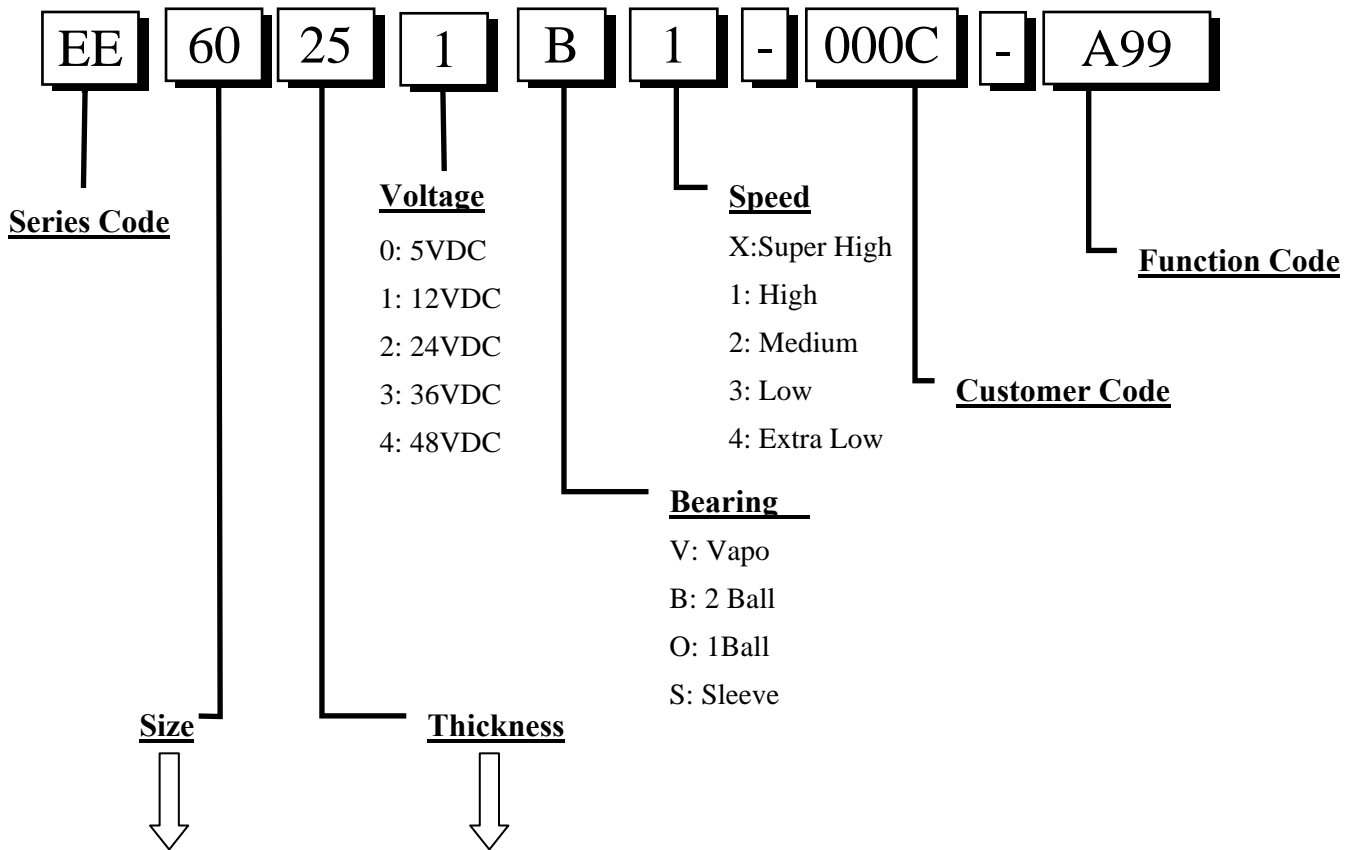 EE 60 25 1 B 1 - 000C - A99
Series Code
Voltage
0: 5VDC
1: 12VDC
2: 24VDC
3: 36VDC
4: 48VDC
Speed
X:Super High
1: High
2: Medium
3: Low
4: Extra Low
Function Code
Customer Code
Bearing
V: Vapo
B: 2 Ball
O: 1Ball
S: Sleeve
Size
Thickness